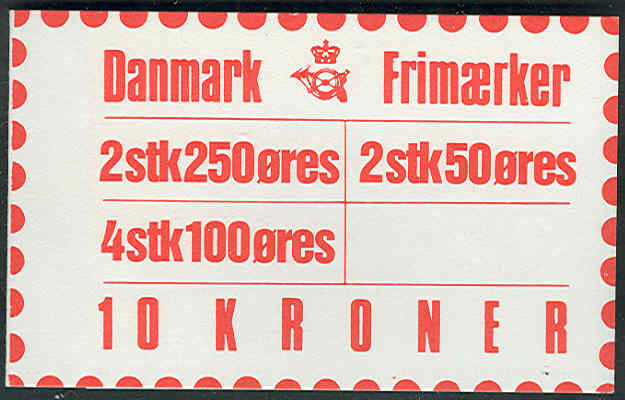 Danmark Frimærker
2stk250øres 2stk50øres
4stk100øres
10 KRONER